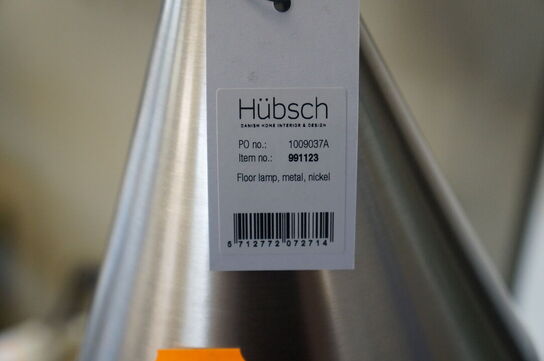 Hübsch
DANISH HOME INTERIOR & DESIGN
PO no.: 1009037A
Item no.: 991123
Floor lamp, metal, nickel
5 712772 072714